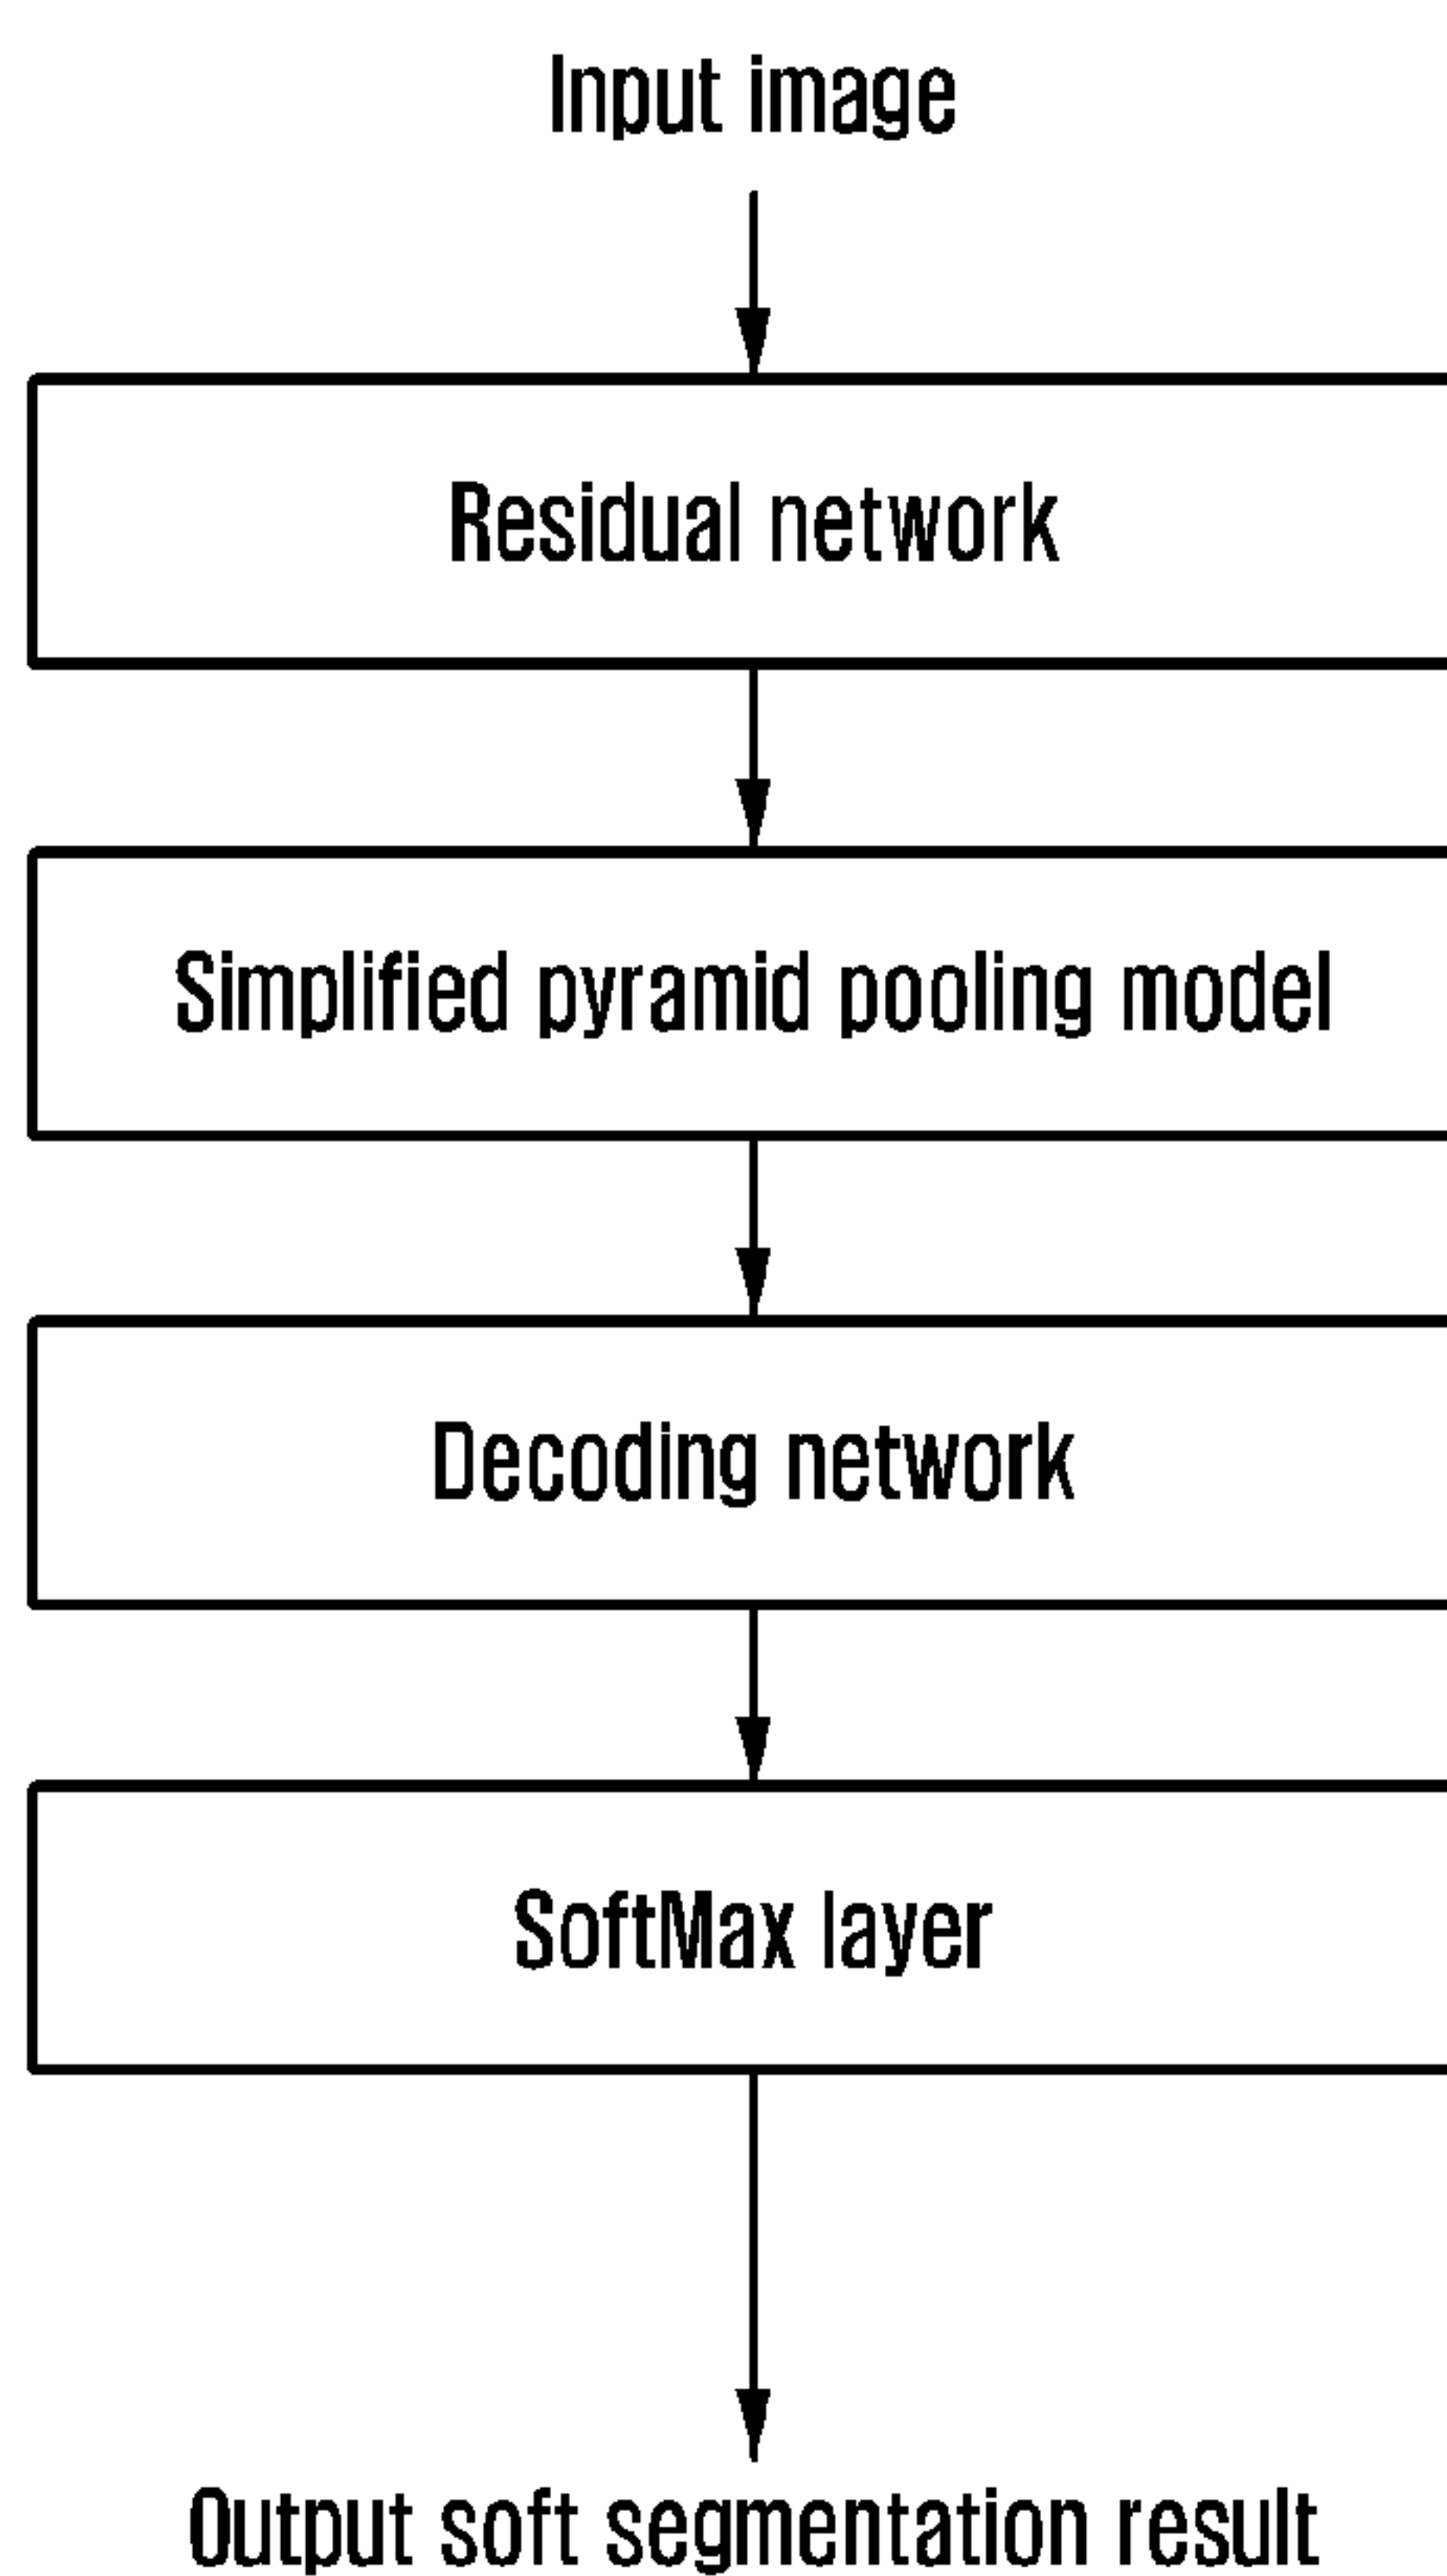 Input image
Residual network
Simplified pyramid pooling model
Decoding network
SoftMax layer
Output soft segmentation result